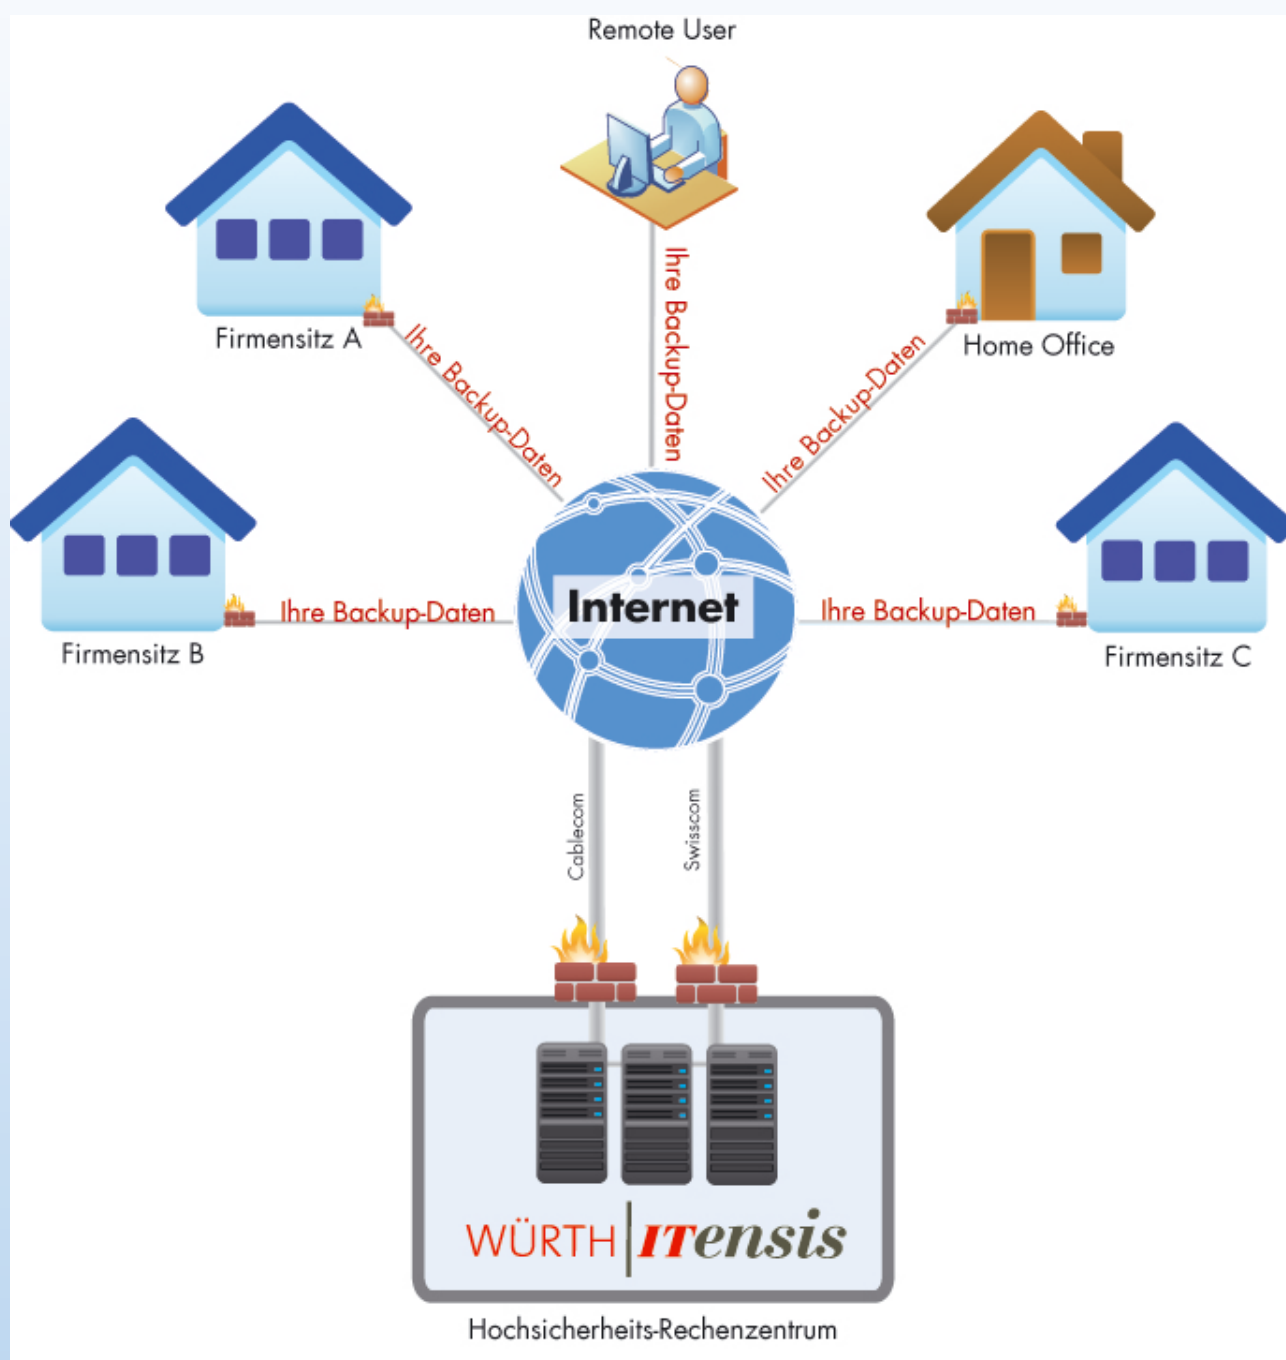 Remote User
Firmensitz A
Home Office
Ihre Backup-Daten
Ihre Backup-Daten
Ihre Backup-Daten
Firmensitz B
Ihre Backup-Daten
Internet
Ihre Backup-Daten
Firmensitz C
Cablecom
Swisscom
WÜRTH ITensis
Hochsicherheits-Rechenzentrum